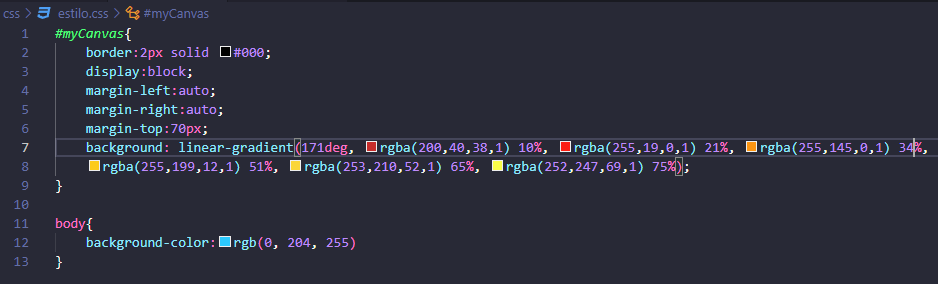 css > estilo.css > #myCanvas
1 #myCanvas{
2 border:2px solid #000;
3 display:block;
4 margin-left:auto;
5 margin-right:auto;
6 margin-top:70px;
7 background: linear-gradient(171deg, rgba(200,40,38,1) 10%, rgba(255,19,0,1) 21%, rgba(255,145,0,1) 34%,
8 rgba(255,199,12,1) 51%, rgba(253,210,52,1) 65%, rgba(252,247,69,1) 75%);
9 }
10
11 body{
12 background-color: rgb(0, 204, 255)
13 }